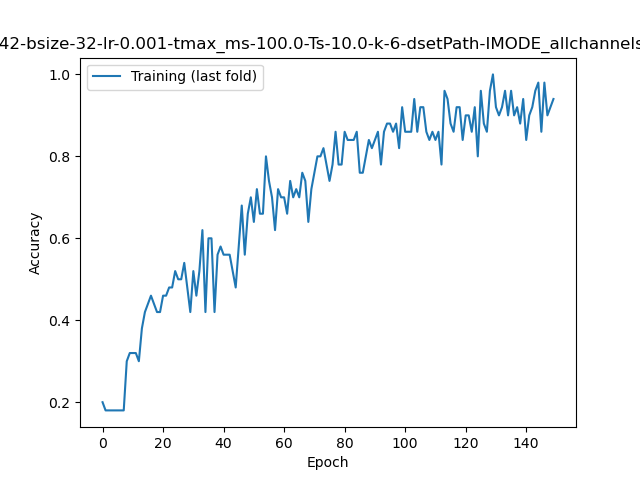 42-bsize-32-lr-0.001-tmax_ms-100.0-Ts-10.0-k-6-dsetPath-IMODE_allchannels
Training (last fold)
1.0
0.8
0.6
0.4
0.2
Accuracy
0 20 40 60 80 100 120 140
Epoch